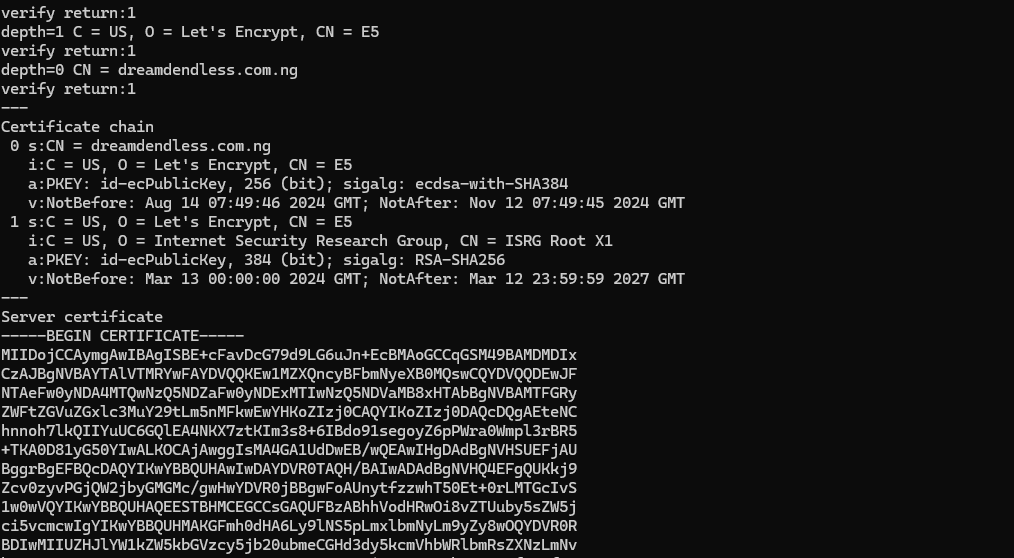 verify return:1
depth=1 C = US, O = Let's Encrypt, CN = E5
verify return:1
depth=0 CN = dreamdendless.com.ng
verify return:1
---
Certificate chain
 0 s:CN = dreamdendless.com.ng
   i:C = US, O = Let's Encrypt, CN = E5
   a:PKEY: id-ecPublicKey, 256 (bit); sigalg: ecdsa-with-SHA384
   v:NotBefore: Aug 14 07:49:46 2024 GMT; NotAfter: Nov 12 07:49:45 2024 GMT
 1 s:C = US, O = Let's Encrypt, CN = E5
   i:C = US, O = Internet Security Research Group, CN = ISRG Root X1
   a:PKEY: id-ecPublicKey, 384 (bit); sigalg: RSA-SHA256
   v:NotBefore: Mar 13 00:00:00 2024 GMT; NotAfter: Mar 12 23:59:59 2027 GMT
---
Server certificate
-----BEGIN CERTIFICATE-----
MIIDojCCAymgAwIBAgISBE+cFavDcG79d9LG6uJn+EcBMAoGCCqGSM49BAMDMDIx
CzAJBgNVBAYTAlVTMRYwFAYDVQQKEw1MZXQncyBFbmNyeXB0MQswCQYDVQQDEwJF
NTAeFw0yNDA4MTQwNzQ5NDZaFw0yNDExMTIwNzQ5NDVaMB8xHTAbBgNVBAMTFGRy
ZWFtZGVuZGxlc3MuY29tLm5nMFkwEwYHKoZIzj0CAQYIKoZIzj0DAQcDQgAEteNC
hnnoh7lkQIIYuUC6GQlEA4NKX7ztKIm3s8+6IBdo91segoyZ6pPWra0Wmpl3rBR5
+TKA0D81yG50YIwALKOCAjAwggIsMA4GA1UdDwEB/wQEAwIHgDAdBgNVHSUEFjAU
BggrBgEFBQcDAQYIKwYBBQUHAwIwDAYDVR0TAQH/BAIwADAdBgNVHQ4EFgQUKkj9
Zcv0zyvPGjQW2jbyGMGMc/gwHwYDVR0jBBgwFoAUnytfzzwhT50Et+0rLMTGcIvS
1w0wVQYIKwYBBQUHAQEESTBHMCEGCCsGAQUFBzABhhVodHRwOi8vZTUuby5sZW5j
ci5vcmcwIgYIKwYBBQUHMAKGFmh0dHA6Ly9lNS5pLmxlbmNyLm9yZy8wOQYDVR0R
BDIwMIIUZHJlYW1kZW5kbGVzcy5jb20ubmeCGHd3dy5kcmVhbWRlbmRsZXNzLmNv